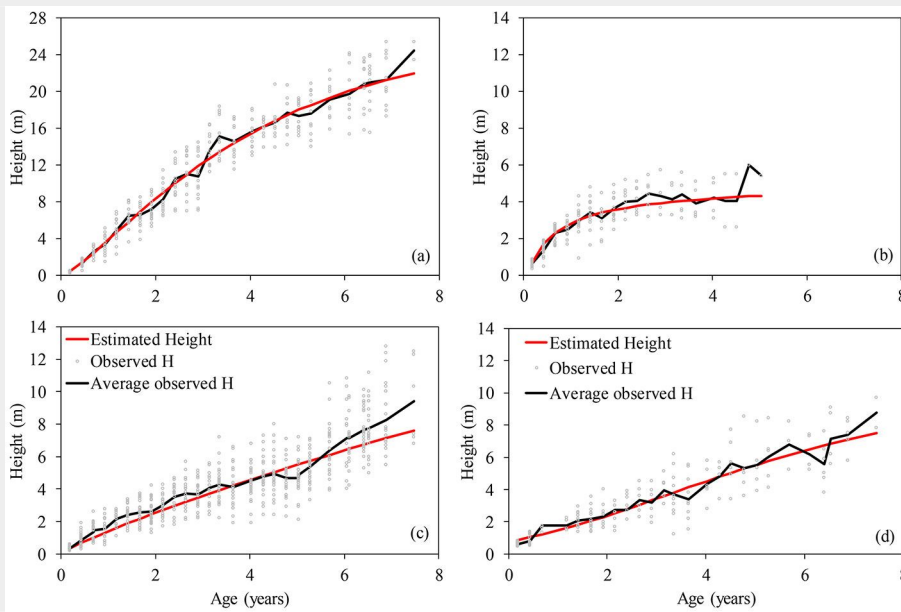 28
24
20
16
12
8
4
0
Height (m)
0 2 4 6 8
(a)
14
12
10
8
6
4
2
0
Height (m)
0 2 4 6 8
(b)
14
12
10
8
6
4
2
0
Height (m)
Estimated Height
Observed H
Average observed H
(c)
0 2 4 6 8
Age (years)
14
12
10
8
6
4
2
0
Height (m)
Estimated Height
Observed H
Average observed H
(d)
0 2 4 6 8
Age (years)